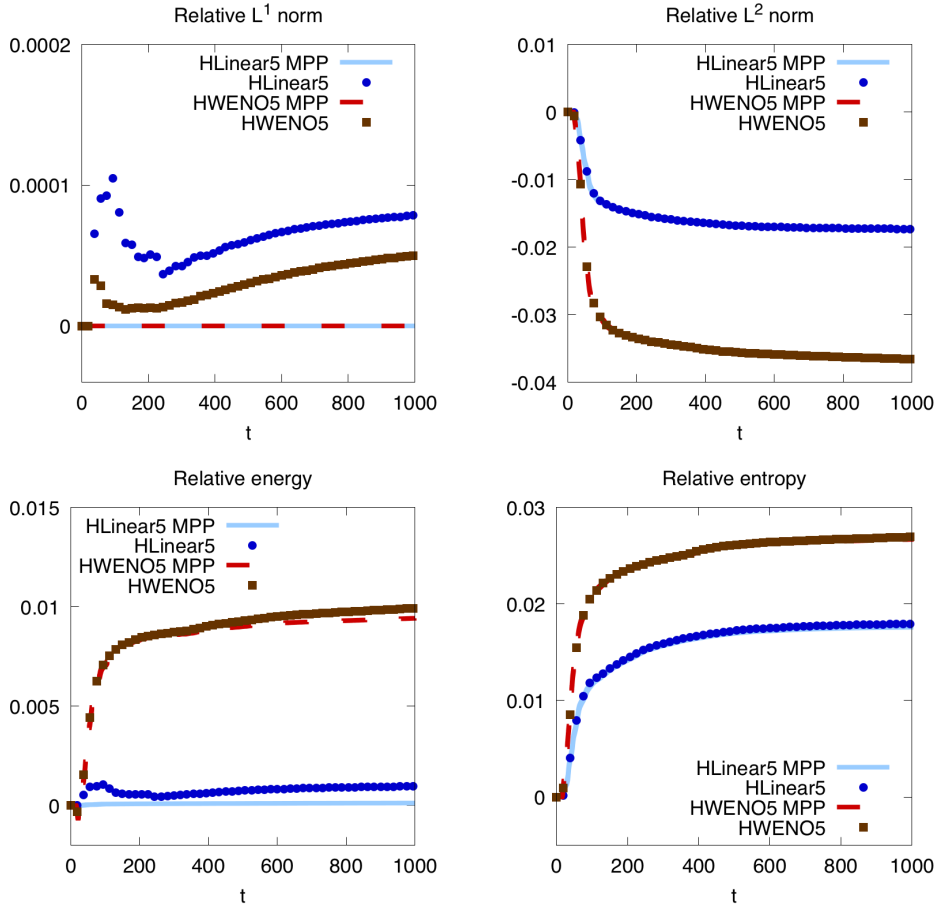 Relative L¹ norm
0.0002
0.0001
0
0 200 400 600 800 1000
t
HLinear5 MPP
HLinear5
HWENO5 MPP
HWENO5
Relative L² norm
0.01
0
-0.01
-0.02
-0.03
-0.04
0 200 400 600 800 1000
t
HLinear5 MPP
HLinear5
HWENO5 MPP
HWENO5
Relative energy
0.015
0.01
0.005
0
0 200 400 600 800 1000
t
HLinear5 MPP
HLinear5
HWENO5 MPP
HWENO5
Relative entropy
0.03
0.02
0.01
0
0 200 400 600 800 1000
t
HLinear5 MPP
HLinear5
HWENO5 MPP
HWENO5